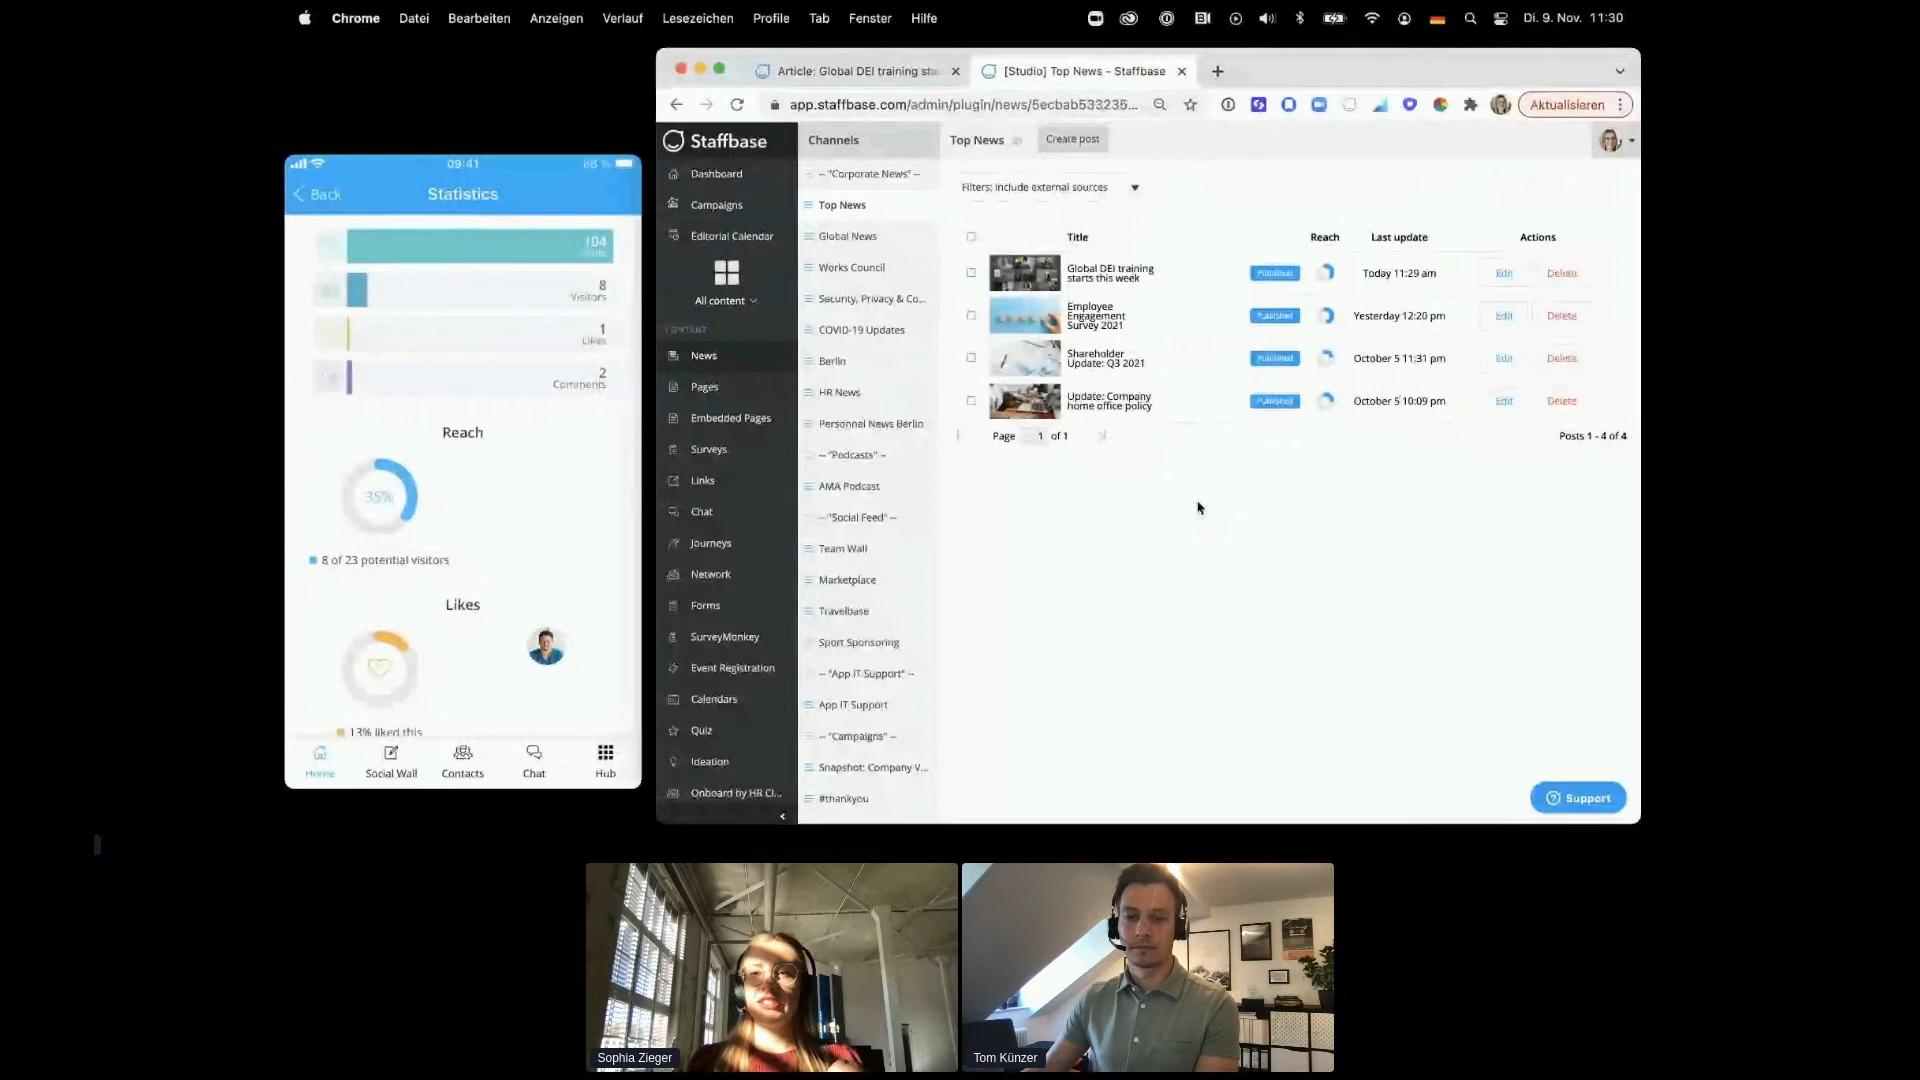 Chrome Datei Bearbeiten Anzeigen Verlauf Lesezeichen Profile Tab Fenster Hilfe Di. 9. Nov. 11:30
Article: Global DEI training sta
[Studio] Top News – Staffbase
app.staffbase.com/admin/plugin/news/5ecbab533235...
Aktualisieren
09:41
88 %
Back
Statistics
104
Visits
8
Visitors
1
Likes
2
Comments
Reach
35%
8 of 23 potential visitors
Likes
13% liked this
Home
Social Wall
Contacts
Chat
Hub
Staffbase
Dashboard
Campaigns
Editorial Calendar
All content
CONTENT
News
Pages
Embedded Pages
Surveys
Links
Chat
Journeys
Network
Forms
SurveyMonkey
Event Registration
Calendars
Quiz
Ideation
Onboard by HR Cl...
Channels
-- "Corporate News" --
Top News
Global News
Works Council
Security, Privacy & Co...
COVID-19 Updates
Berlin
HR News
Personnel News Berlin
-- "Podcasts" --
AMA Podcast
-- "Social Feed" --
Team Wall
Marketplace
Travelbase
Sport Sponsoring
-- "App IT Support" --
App IT Support
-- "Campaigns" --
Snapshot: Company V...
#thankyou
Top News
Create post
Filters: Include external sources
Title Reach Last update Actions
Global DEI training
starts this week
Published Today 11:29 am Edit Delete
Employee
Engagement
Survey 2021
Published Yesterday 12:20 pm Edit Delete
Shareholder
Update: Q3 2021
Published October 5 11:31 pm Edit Delete
Update: Company
home office policy
Published October 5 10:09 pm Edit Delete
Page 1 of 1
Posts 1 - 4 of 4
Support
Sophia Zieger
Tom Künzer